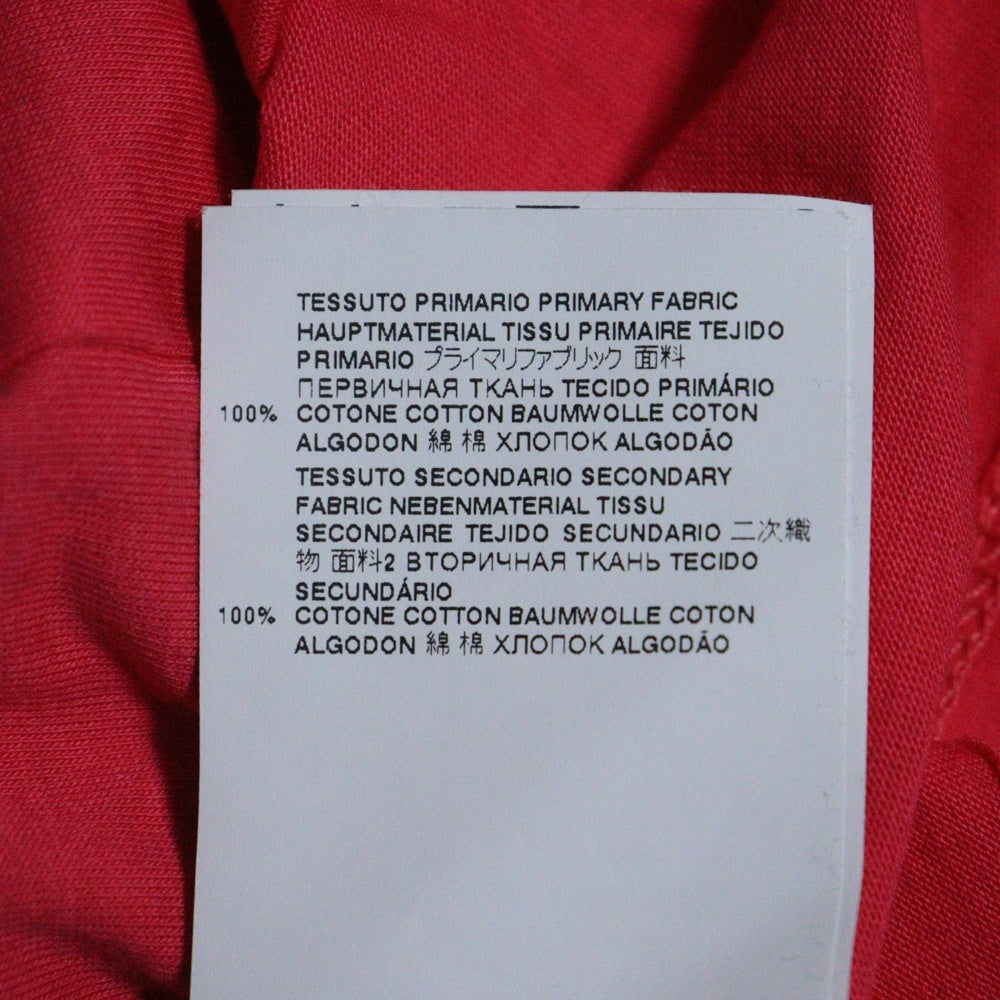 TESSUTO PRIMARIO PRIMARY FABRIC
HAUPTMATERIAL TISSU PRIMAIRE TEJIDO
PRIMARIO プライマリファブリック 面料
ПЕРВИЧНАЯ ТКАНЬ TECIDO PRIMÁRIO
100% COTONE COTTON BAUMWOLLE COTON
ALGODON 綿 棉 ХЛОПОК ALGODÃO
TESSUTO SECONDARIO SECONDARY
FABRIC NEBENMATERIAL TISSU
SECONDAIRE TEJIDO SECUNDARIO 二次織
物 面料2 ВТОРИЧНАЯ ТКАНЬ TECIDO
SECUNDÁRIO
100% COTONE COTTON BAUMWOLLE COTON
ALGODON 綿 棉 ХЛОПОК ALGODÃO